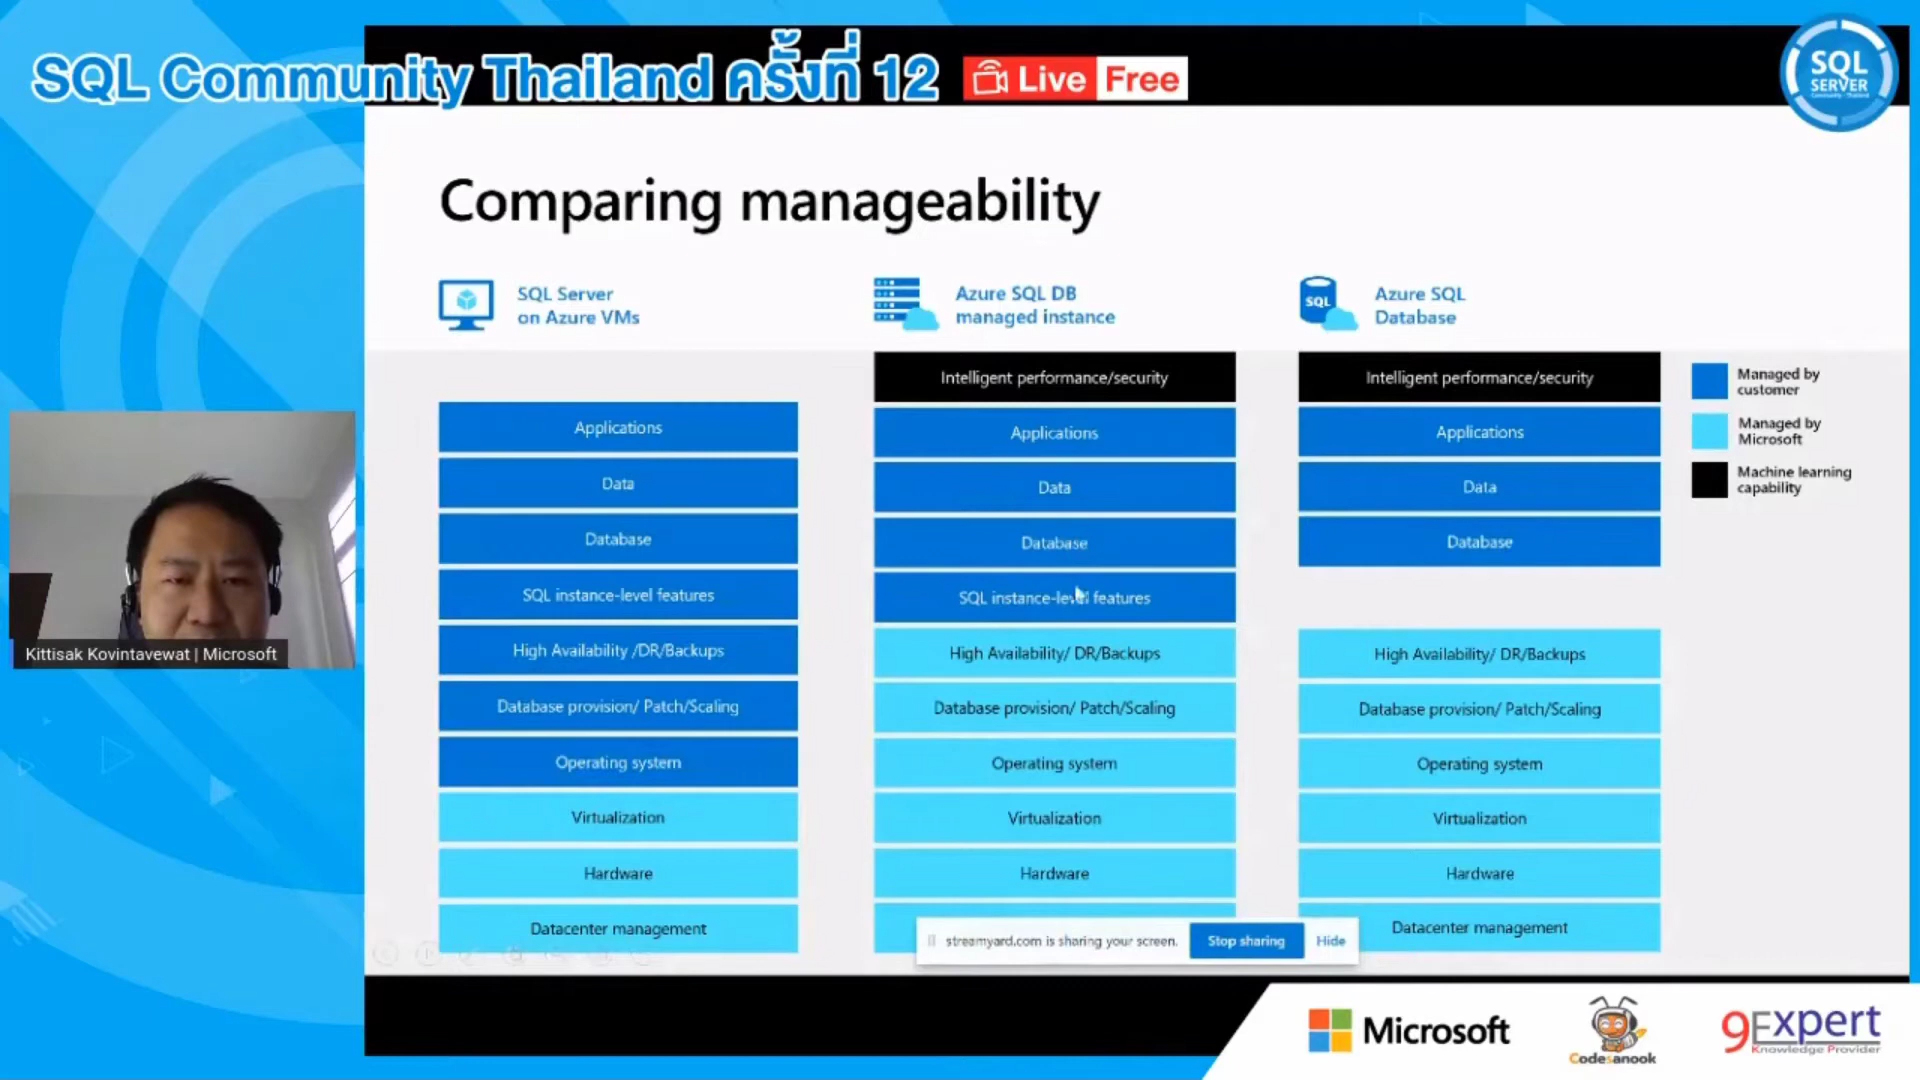 SQL Community Thailand ครั้งที่ 12
Live Free
SQL
SERVER
Comparing manageability
SQL Server
on Azure VMs
Azure SQL DB
managed instance
SQL
Azure SQL
Database
Applications
Data
Database
SQL instance-level features
High Availability /DR/Backups
Database provision/ Patch/Scaling
Operating system
Virtualization
Hardware
Datacenter management
Intelligent performance/security
Applications
Data
Database
SQL instance-level features
High Availability/ DR/Backups
Database provision/ Patch/Scaling
Operating system
Virtualization
Hardware
Intelligent performance/security
Applications
Data
Database
High Availability/ DR/Backups
Database provision/ Patch/Scaling
Operating system
Virtualization
Hardware
Datacenter management
Managed by
customer
Managed by
Microsoft
Machine learning
capability
Kittisak Kovintavewat | Microsoft
streamyard.com is sharing your screen.
Stop sharing
Hide
Microsoft
Codesanook
9Expert
Knowledge Provider